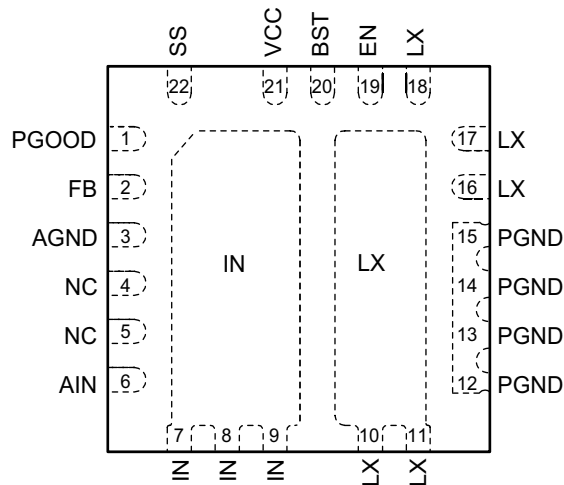 SS VCC BST EN LX
22 21 20 19 18
PGOOD 1 17 LX
FB 2 16 LX
AGND 3 15 PGND
IN LX
NC 4 14 PGND
NC 5 13 PGND
AIN 6 12 PGND
7 8 9 10 11
IN IN IN LX LX